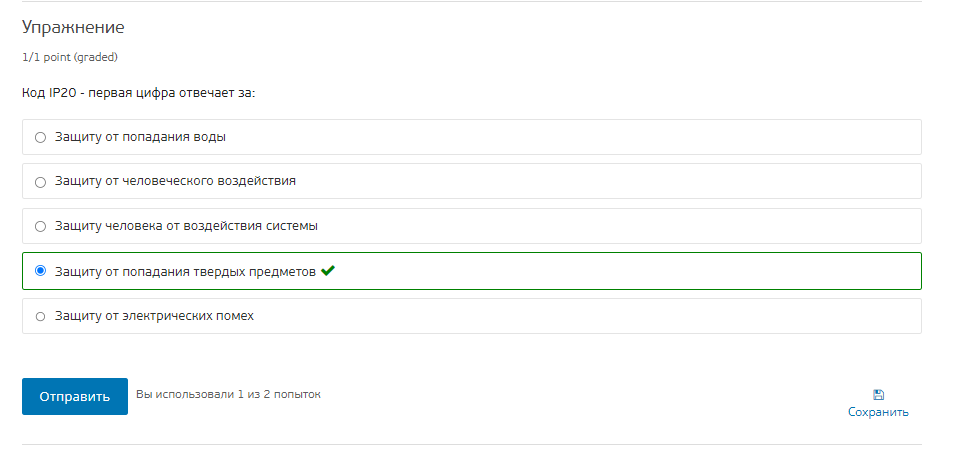 Упражнение
1/1 point (graded)
Код IP20 - первая цифра отвечает за:
Защиту от попадания воды
Защиту от человеческого воздействия
Защиту человека от воздействия системы
Защиту от попадания твердых предметов
Защиту от электрических помех
Отправить
Вы использовали 1 из 2 попыток
Сохранить